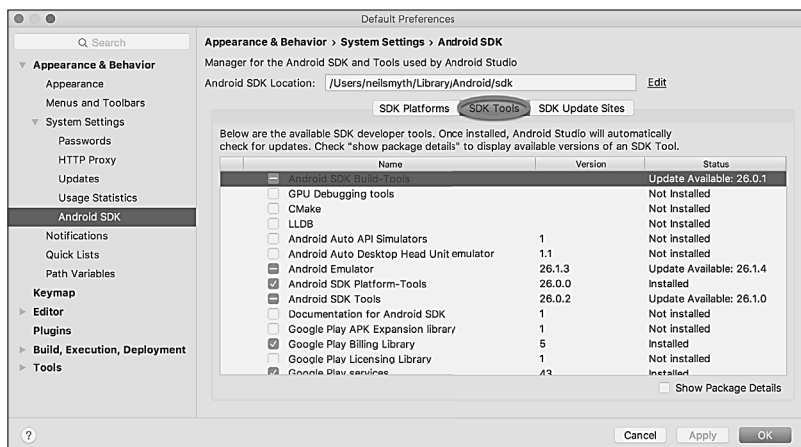 Default Preferences
Search
Appearance & Behavior
Appearance
Menus and Toolbars
System Settings
Passwords
HTTP Proxy
Updates
Usage Statistics
Android SDK
Notifications
Quick Lists
Path Variables
Keymap
Editor
Plugins
Build, Execution, Deployment
Tools
Appearance & Behavior › System Settings › Android SDK
Manager for the Android SDK and Tools used by Android Studio
Android SDK Location: /Users/neilsmyth/Library/Android/sdk Edit
SDK Platforms SDK Tools SDK Update Sites
Below are the available SDK developer tools. Once installed, Android Studio will automatically
check for updates. Check "show package details" to display available versions of an SDK Tool.
Name Version Status
Android SDK Build-Tools Update Available: 26.0.1
GPU Debugging tools Not Installed
CMake Not Installed
LLDB Not Installed
Android Auto API Simulators 1 Not installed
Android Auto Desktop Head Unit emulator 1.1 Not installed
Android Emulator 26.1.3 Update Available: 26.1.4
Android SDK Platform-Tools 26.0.0 Installed
Android SDK Tools 26.0.2 Update Available: 26.1.0
Documentation for Android SDK 1 Not installed
Google Play APK Expansion library 1 Not installed
Google Play Billing Library 5 Installed
Google Play Licensing Library 1 Not installed
Google Play services 43 Installed
Show Package Details
? Cancel Apply OK